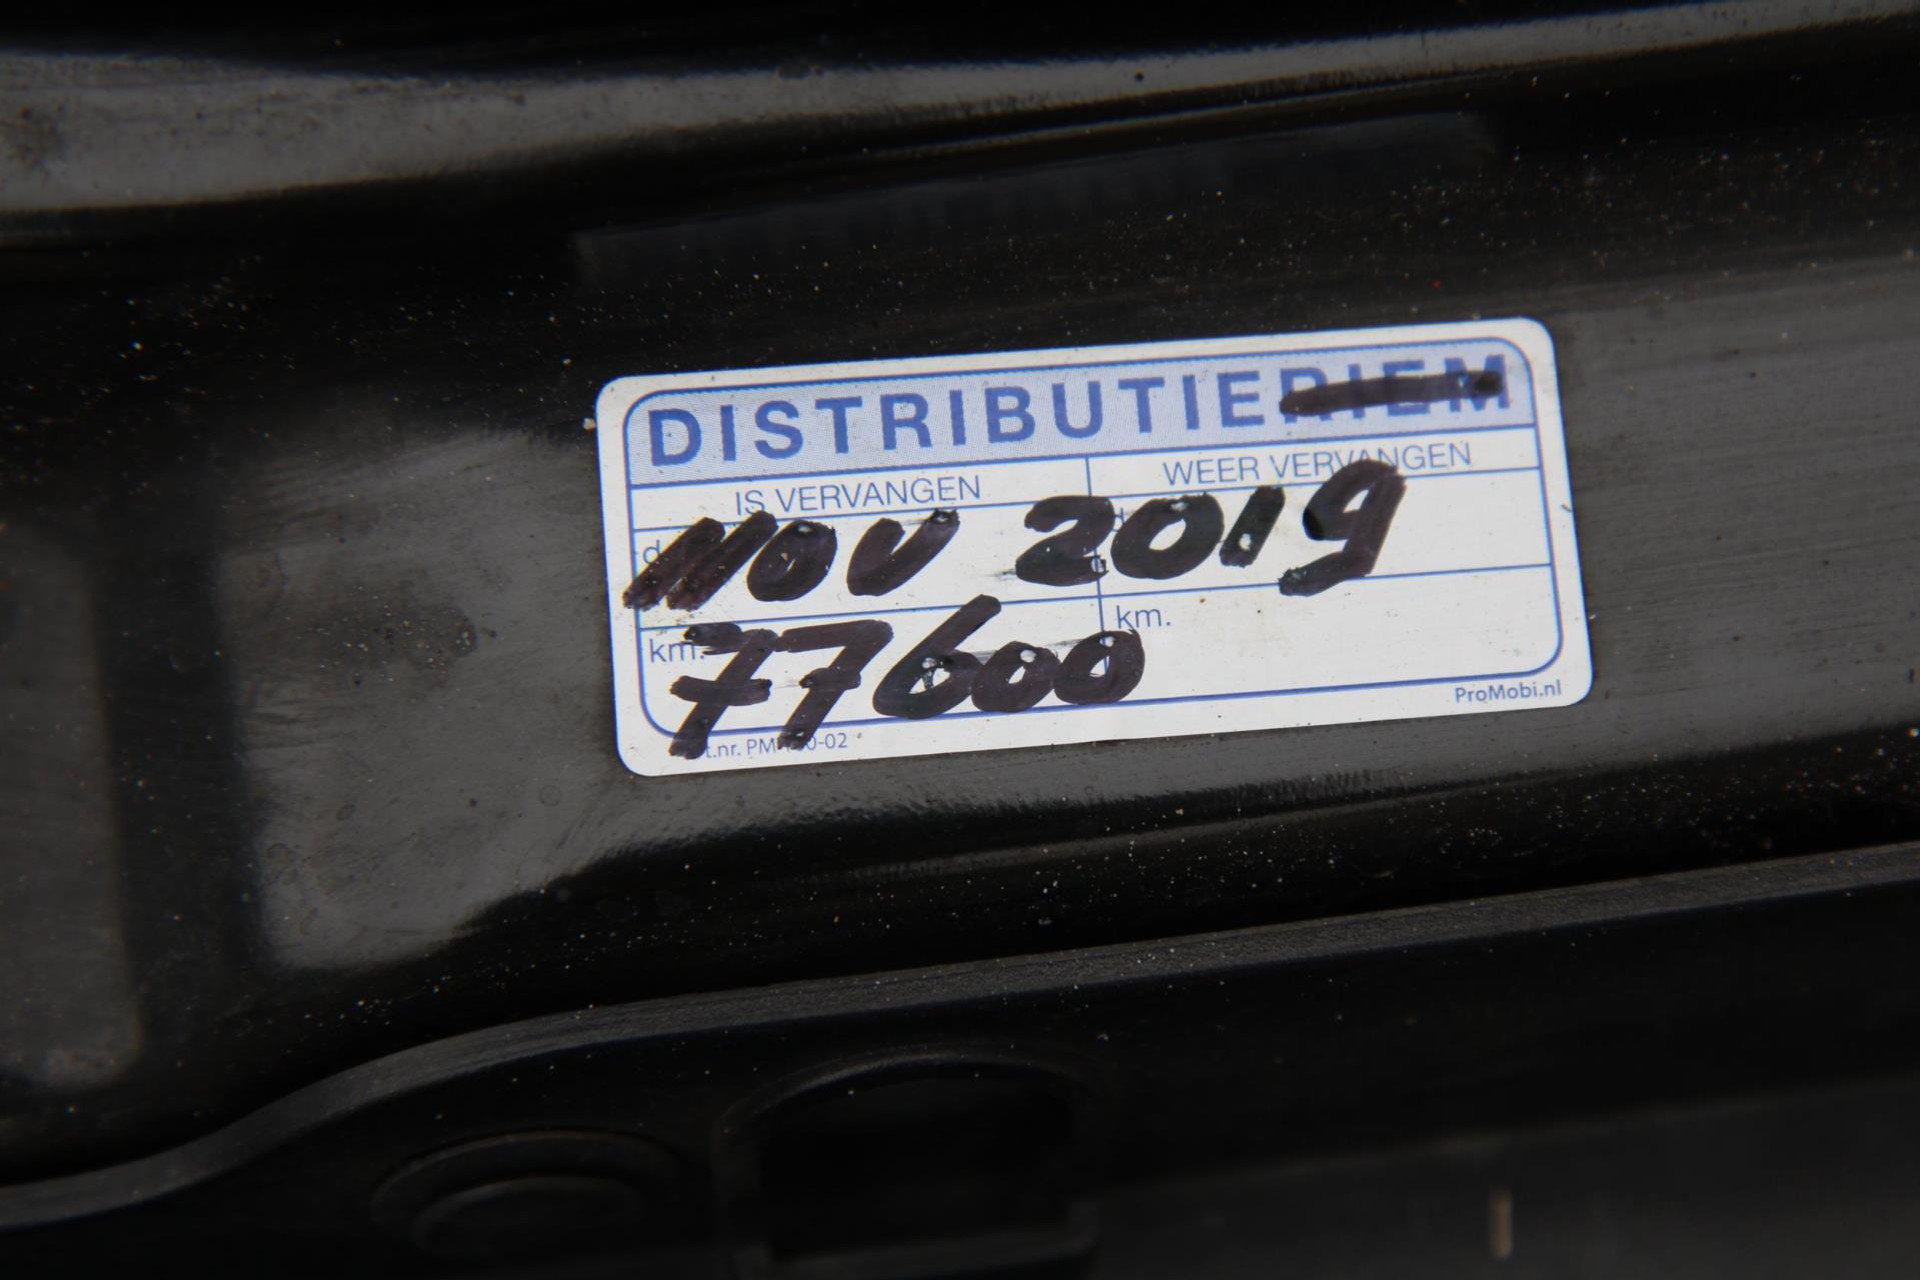 DISTRIBUTIERIEM
IS VERVANGEN WEER VERVANGEN
NOV 2019
km. 77600 km.
ProMobi.nl